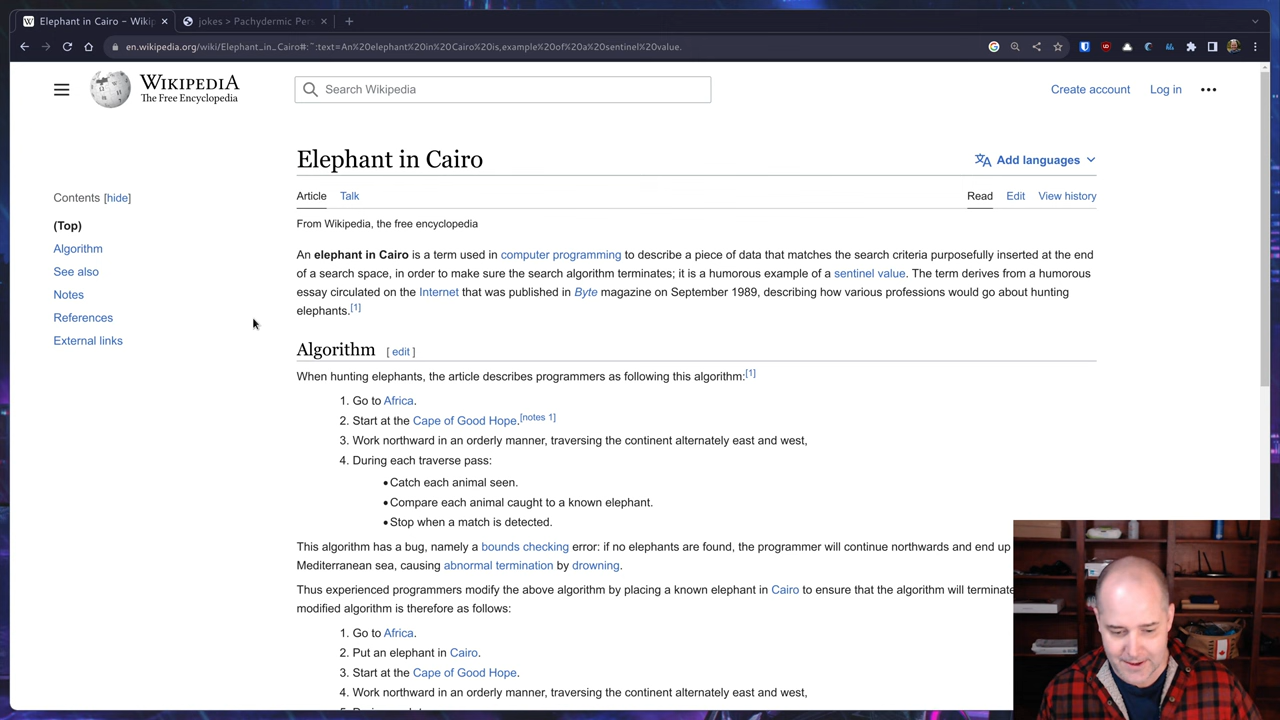 Elephant in Cairo – Wikip
jokes > Pachydermic Per
en.wikipedia.org/wiki/Elephant_in_Cairo#:~:text=An%20elephant%20in%20Cairo%20is,example%20of%20a%20sentinel%20value.
WIKIPEDIA
The Free Encyclopedia
Search Wikipedia
Create account
Log in
Elephant in Cairo
Add languages
Contents [hide]
(Top)
Algorithm
See also
Notes
References
External links
Article Talk
Read Edit View history
From Wikipedia, the free encyclopedia
An elephant in Cairo is a term used in computer programming to describe a piece of data that matches the search criteria purposefully inserted at the end
of a search space, in order to make sure the search algorithm terminates; it is a humorous example of a sentinel value. The term derives from a humorous
essay circulated on the Internet that was published in Byte magazine on September 1989, describing how various professions would go about hunting
elephants.[1]
Algorithm [ edit ]
When hunting elephants, the article describes programmers as following this algorithm:[1]
1. Go to Africa.
2. Start at the Cape of Good Hope.[notes 1]
3. Work northward in an orderly manner, traversing the continent alternately east and west,
4. During each traverse pass:
• Catch each animal seen.
• Compare each animal caught to a known elephant.
• Stop when a match is detected.
This algorithm has a bug, namely a bounds checking error: if no elephants are found, the programmer will continue northwards and end up
Mediterranean sea, causing abnormal termination by drowning.
Thus experienced programmers modify the above algorithm by placing a known elephant in Cairo to ensure that the algorithm will terminate
modified algorithm is therefore as follows:
1. Go to Africa.
2. Put an elephant in Cairo.
3. Start at the Cape of Good Hope.
4. Work northward in an orderly manner, traversing the continent alternately east and west,